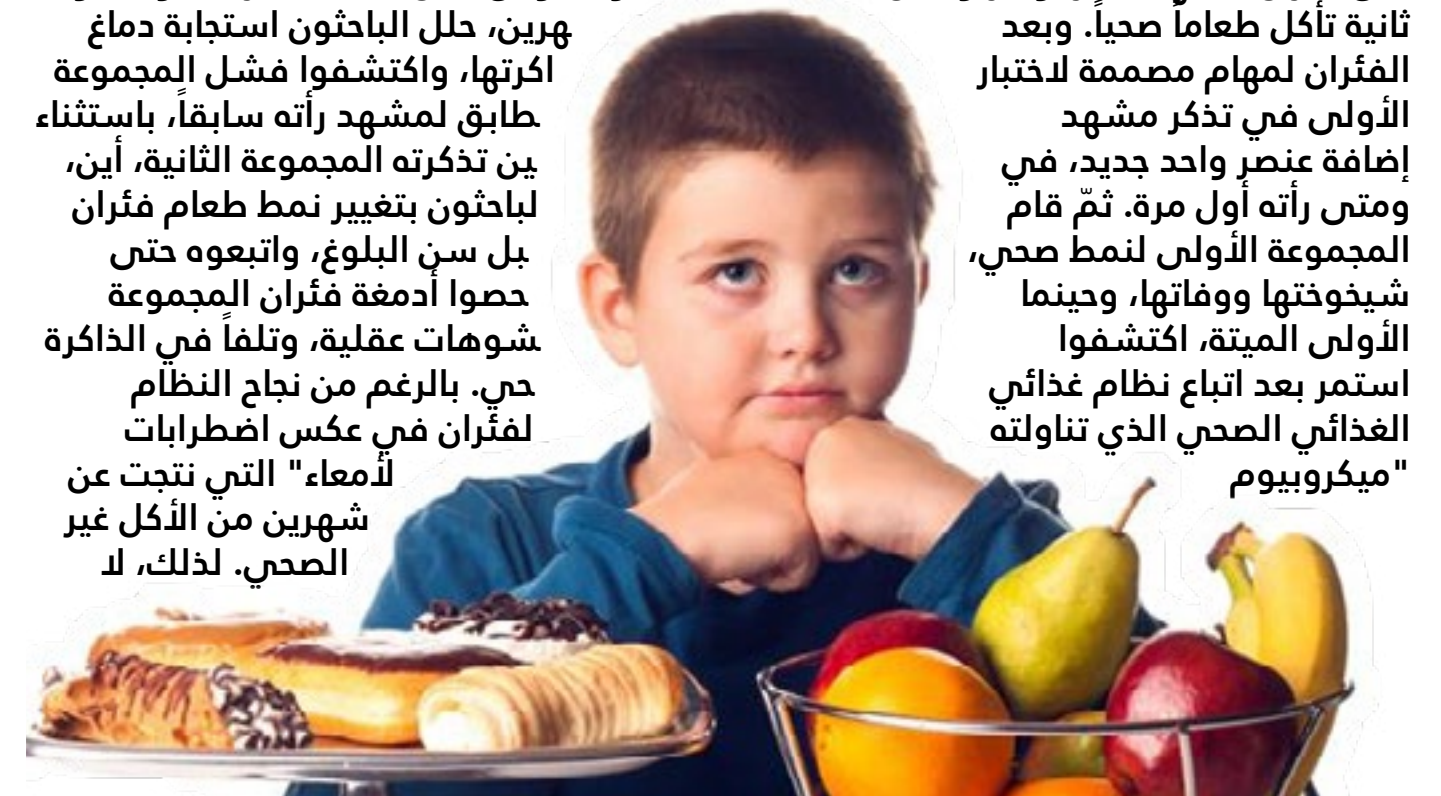 ثانية تأكل طعاماً صحياً. وبعد هرين، حلل الباحثون استجابة دماغ
الفئران لمهام مصممة لاختبار اكرتها، واكتشفوا فشل المجموعة
الأولى في تذكر مشهد طابق لمشهد رأته سابقاً، باستثناء
إضافة عنصر واحد جديد، في ين تذكرته المجموعة الثانية، أين،
ومتى رأته أول مرة. ثمّ قام لباحثون بتغيير نمط طعام فئران
المجموعة الأولى لنمط صحي، بل سن البلوغ، واتبعوه حتى
شيخوختها ووفاتها، وحينما حصوا أدمغة فئران المجموعة
الأولى الميتة، اكتشفوا شوهات عقلية، وتلفاً في الذاكرة
استمر بعد اتباع نظام غذائي حي. بالرغم من نجاح النظام
الغذائي الصحي الذي تناولته لفئران في عكس اضطرابات
"ميكروبيوم لأمعاء" التي نتجت عن
شهرين من الأكل غير
الصحي. لذلك، لا